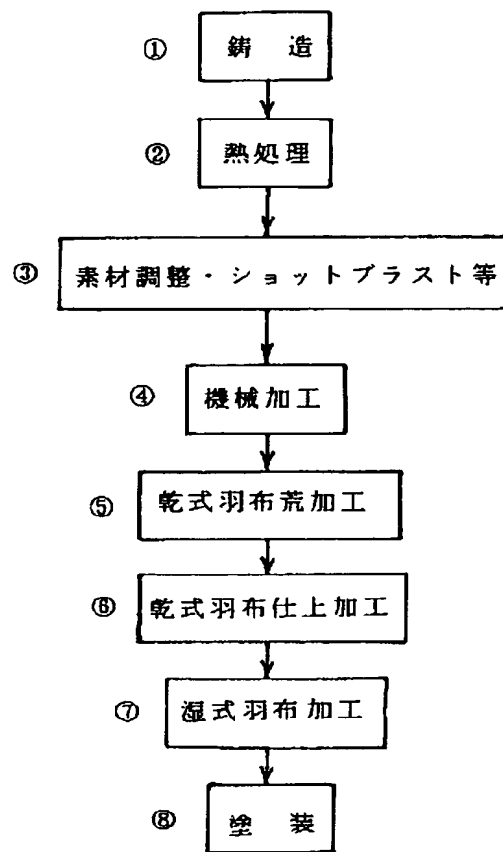 ① 鋳造
② 熱処理
③ 素材調整・ショットブラスト等
④ 機械加工
⑤ 乾式羽布荒加工
⑥ 乾式羽布仕上加工
⑦ 湿式羽布加工
⑧ 塗装